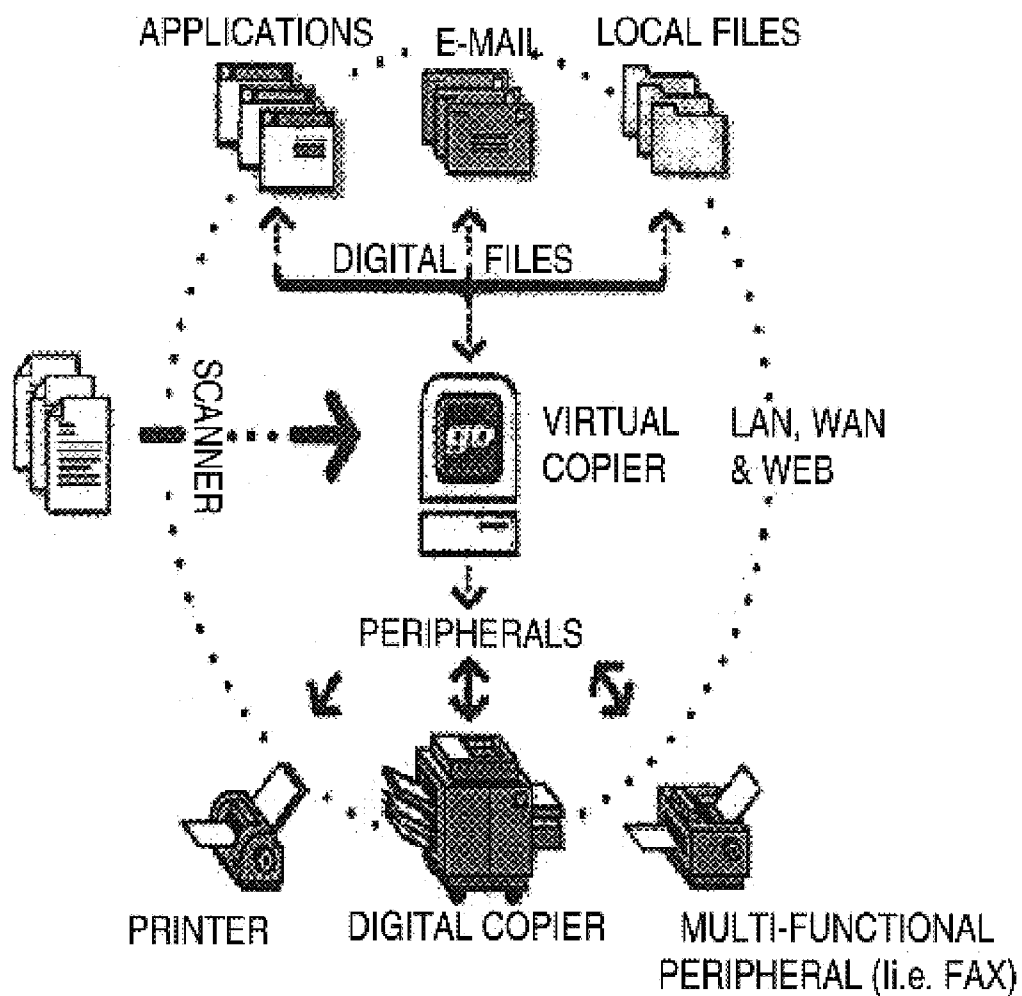 APPLICATIONS
E-MAIL
LOCAL FILES
DIGITAL FILES
SCANNER
go
VIRTUAL
COPIER
LAN, WAN
& WEB
PERIPHERALS
PRINTER
DIGITAL COPIER
MULTI-FUNCTIONAL
PERIPHERAL (Ii.e. FAX)